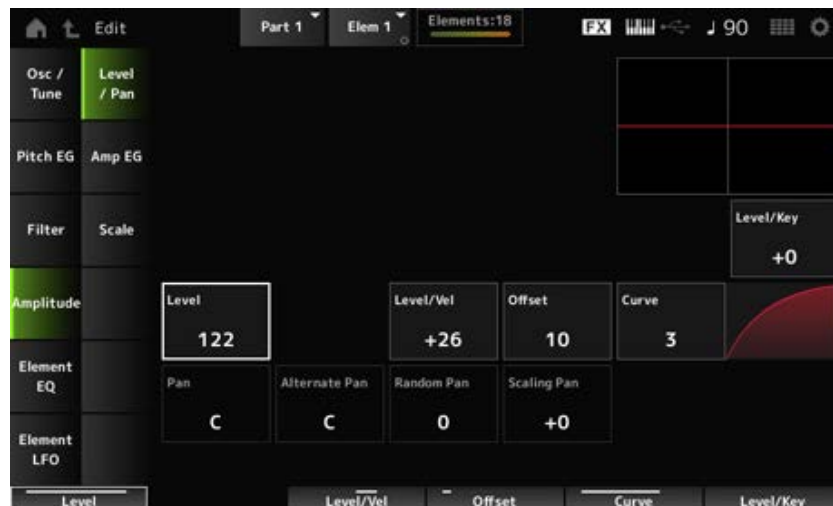 Edit
Part 1
Elem 1
Elements:18
FX
90
Osc /
Tune
Level
/ Pan
Pitch EG
Amp EG
Filter
Scale
Level/Key
+0
Amplitude
Level
122
Level/Vel
+26
Offset
10
Curve
3
Element
EQ
Pan
C
Alternate Pan
C
Random Pan
0
Scaling Pan
+0
Element
LFO
Level
Level/Vel
Offset
Curve
Level/Key